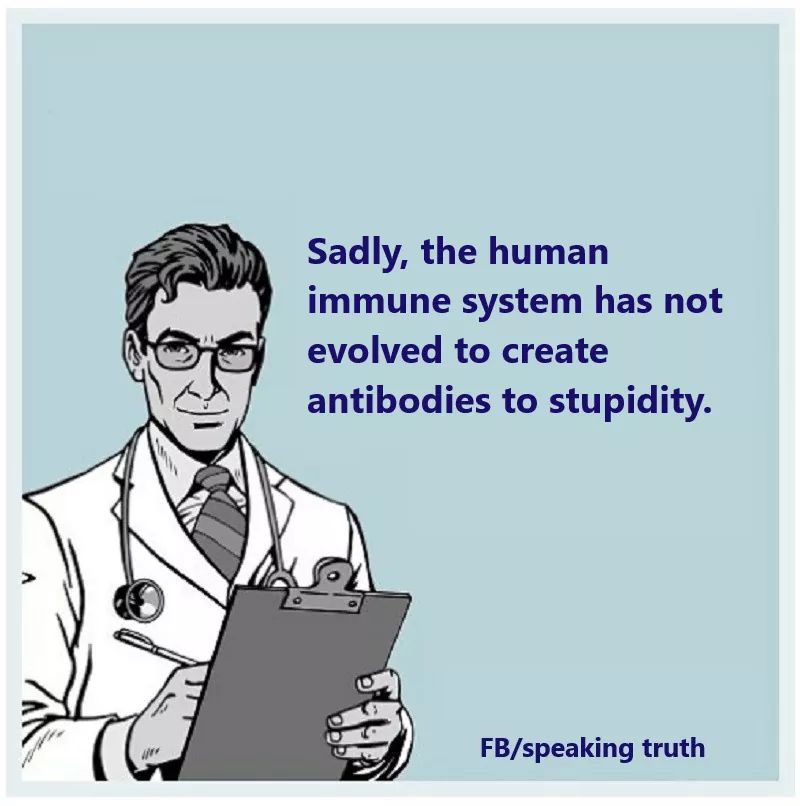 Sadly, the human
immune system has not
evolved to create
antibodies to stupidity.
FB/speaking truth